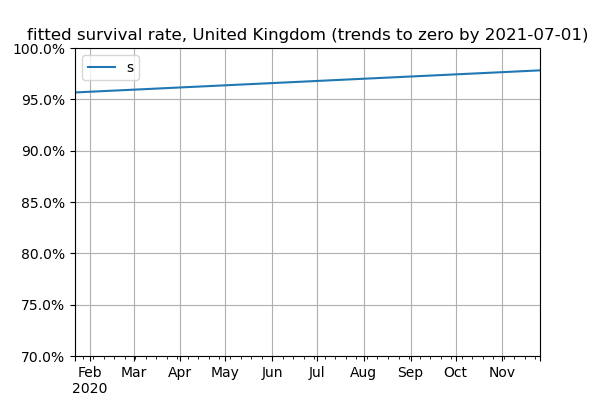 fitted survival rate, United Kingdom (trends to zero by 2021-07-01)
100.0%
s
95.0%
90.0%
85.0%
80.0%
75.0%
70.0%
Feb Mar Apr May Jun Jul Aug Sep Oct Nov
2020